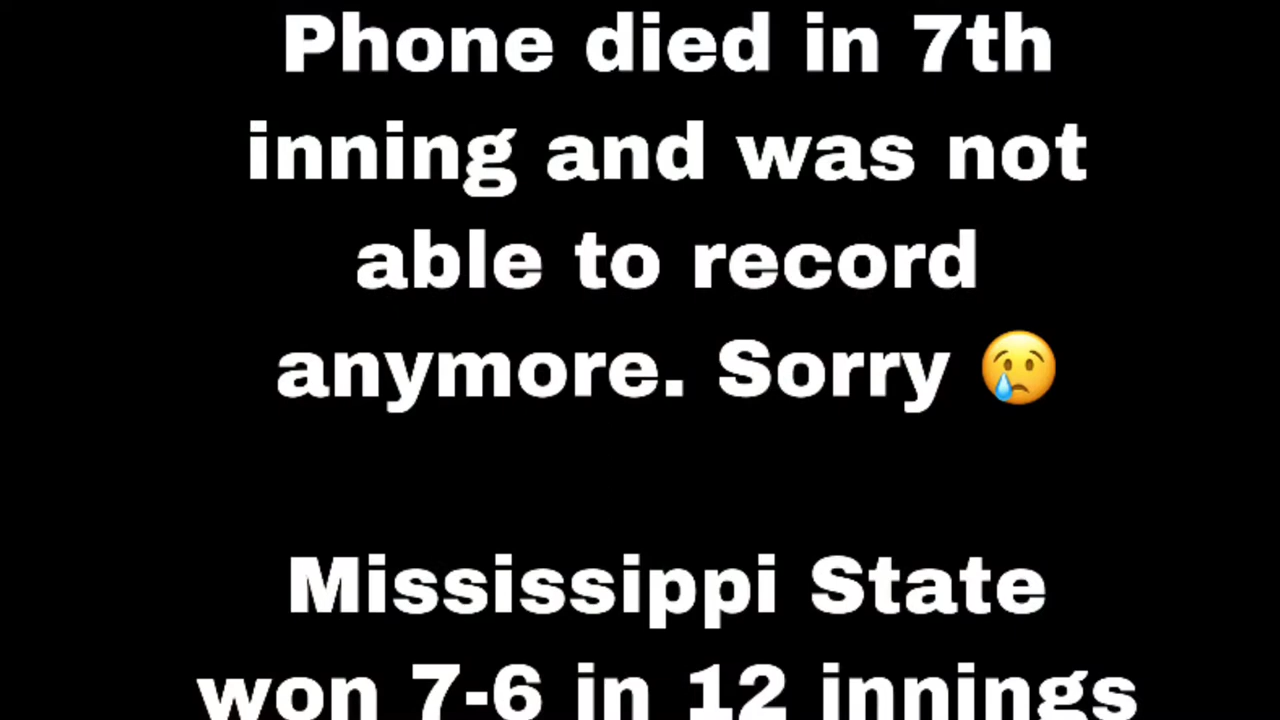 Phone died in 7th
inning and was not
able to record
anymore. Sorry 😢
Mississippi State
won 7-6 in 12 innings